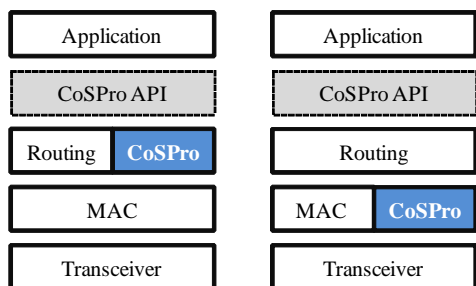 Application
CoSPro API
Routing CoSPro
MAC
Transceiver
Application
CoSPro API
Routing
MAC CoSPro
Transceiver